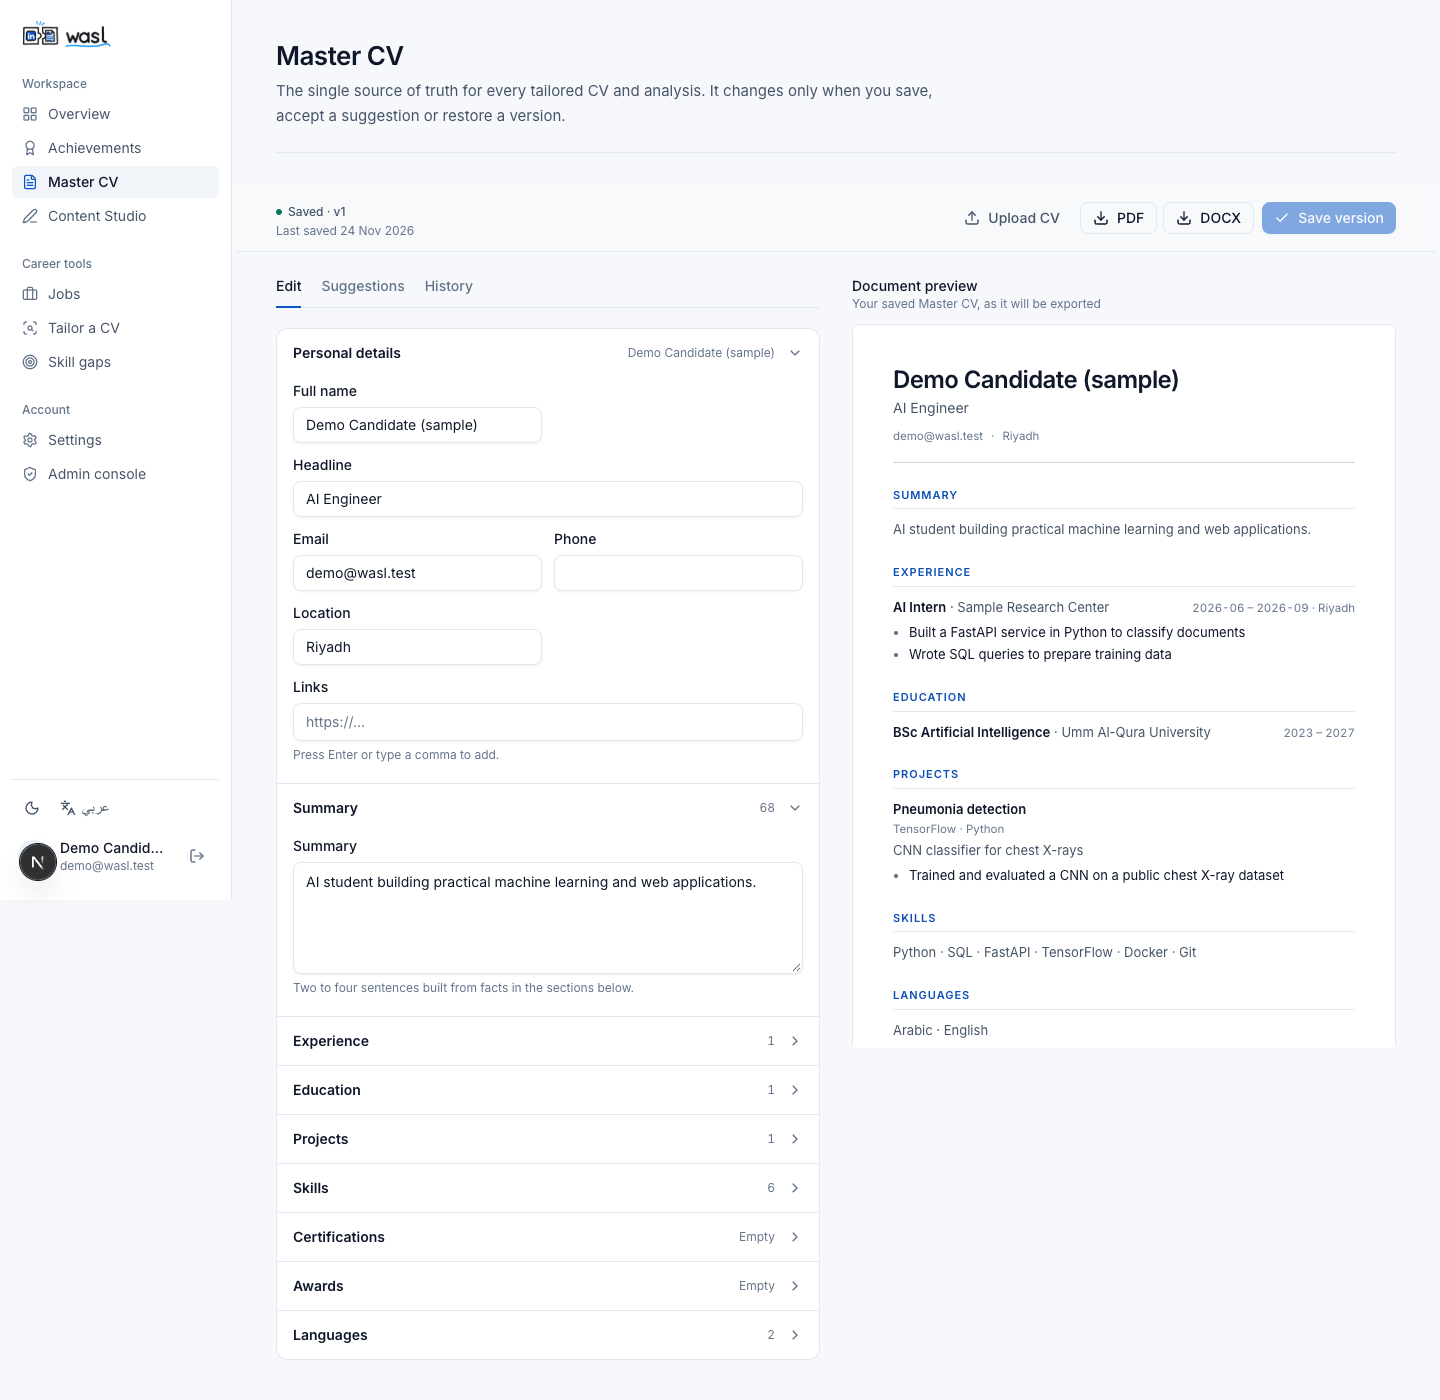 in
wasl
Workspace
Overview
Achievements
Master CV
Content Studio
Career tools
Jobs
Tailor a CV
Skill gaps
Account
Settings
Admin console
عربي
N
Demo Candid...
demo@wasl.test
Master CV
The single source of truth for every tailored CV and analysis. It changes only when you save,
accept a suggestion or restore a version.
Saved · v1
Last saved 24 Nov 2026
Upload CV
PDF
DOCX
Save version
Edit
Suggestions
History
Personal details
Demo Candidate (sample)
Full name
Demo Candidate (sample)
Headline
AI Engineer
Email
Phone
demo@wasl.test
Location
Riyadh
Links
https://...
Press Enter or type a comma to add.
Summary
68
Summary
AI student building practical machine learning and web applications.
Two to four sentences built from facts in the sections below.
Experience
1
Education
1
Projects
1
Skills
6
Certifications
Empty
Awards
Empty
Languages
2
Document preview
Your saved Master CV, as it will be exported
Demo Candidate (sample)
AI Engineer
demo@wasl.test · Riyadh
SUMMARY
AI student building practical machine learning and web applications.
EXPERIENCE
AI Intern · Sample Research Center
2026-06 – 2026-09 · Riyadh
• Built a FastAPI service in Python to classify documents
• Wrote SQL queries to prepare training data
EDUCATION
BSc Artificial Intelligence · Umm Al-Qura University
2023 – 2027
PROJECTS
Pneumonia detection
TensorFlow · Python
CNN classifier for chest X-rays
• Trained and evaluated a CNN on a public chest X-ray dataset
SKILLS
Python · SQL · FastAPI · TensorFlow · Docker · Git
LANGUAGES
Arabic · English